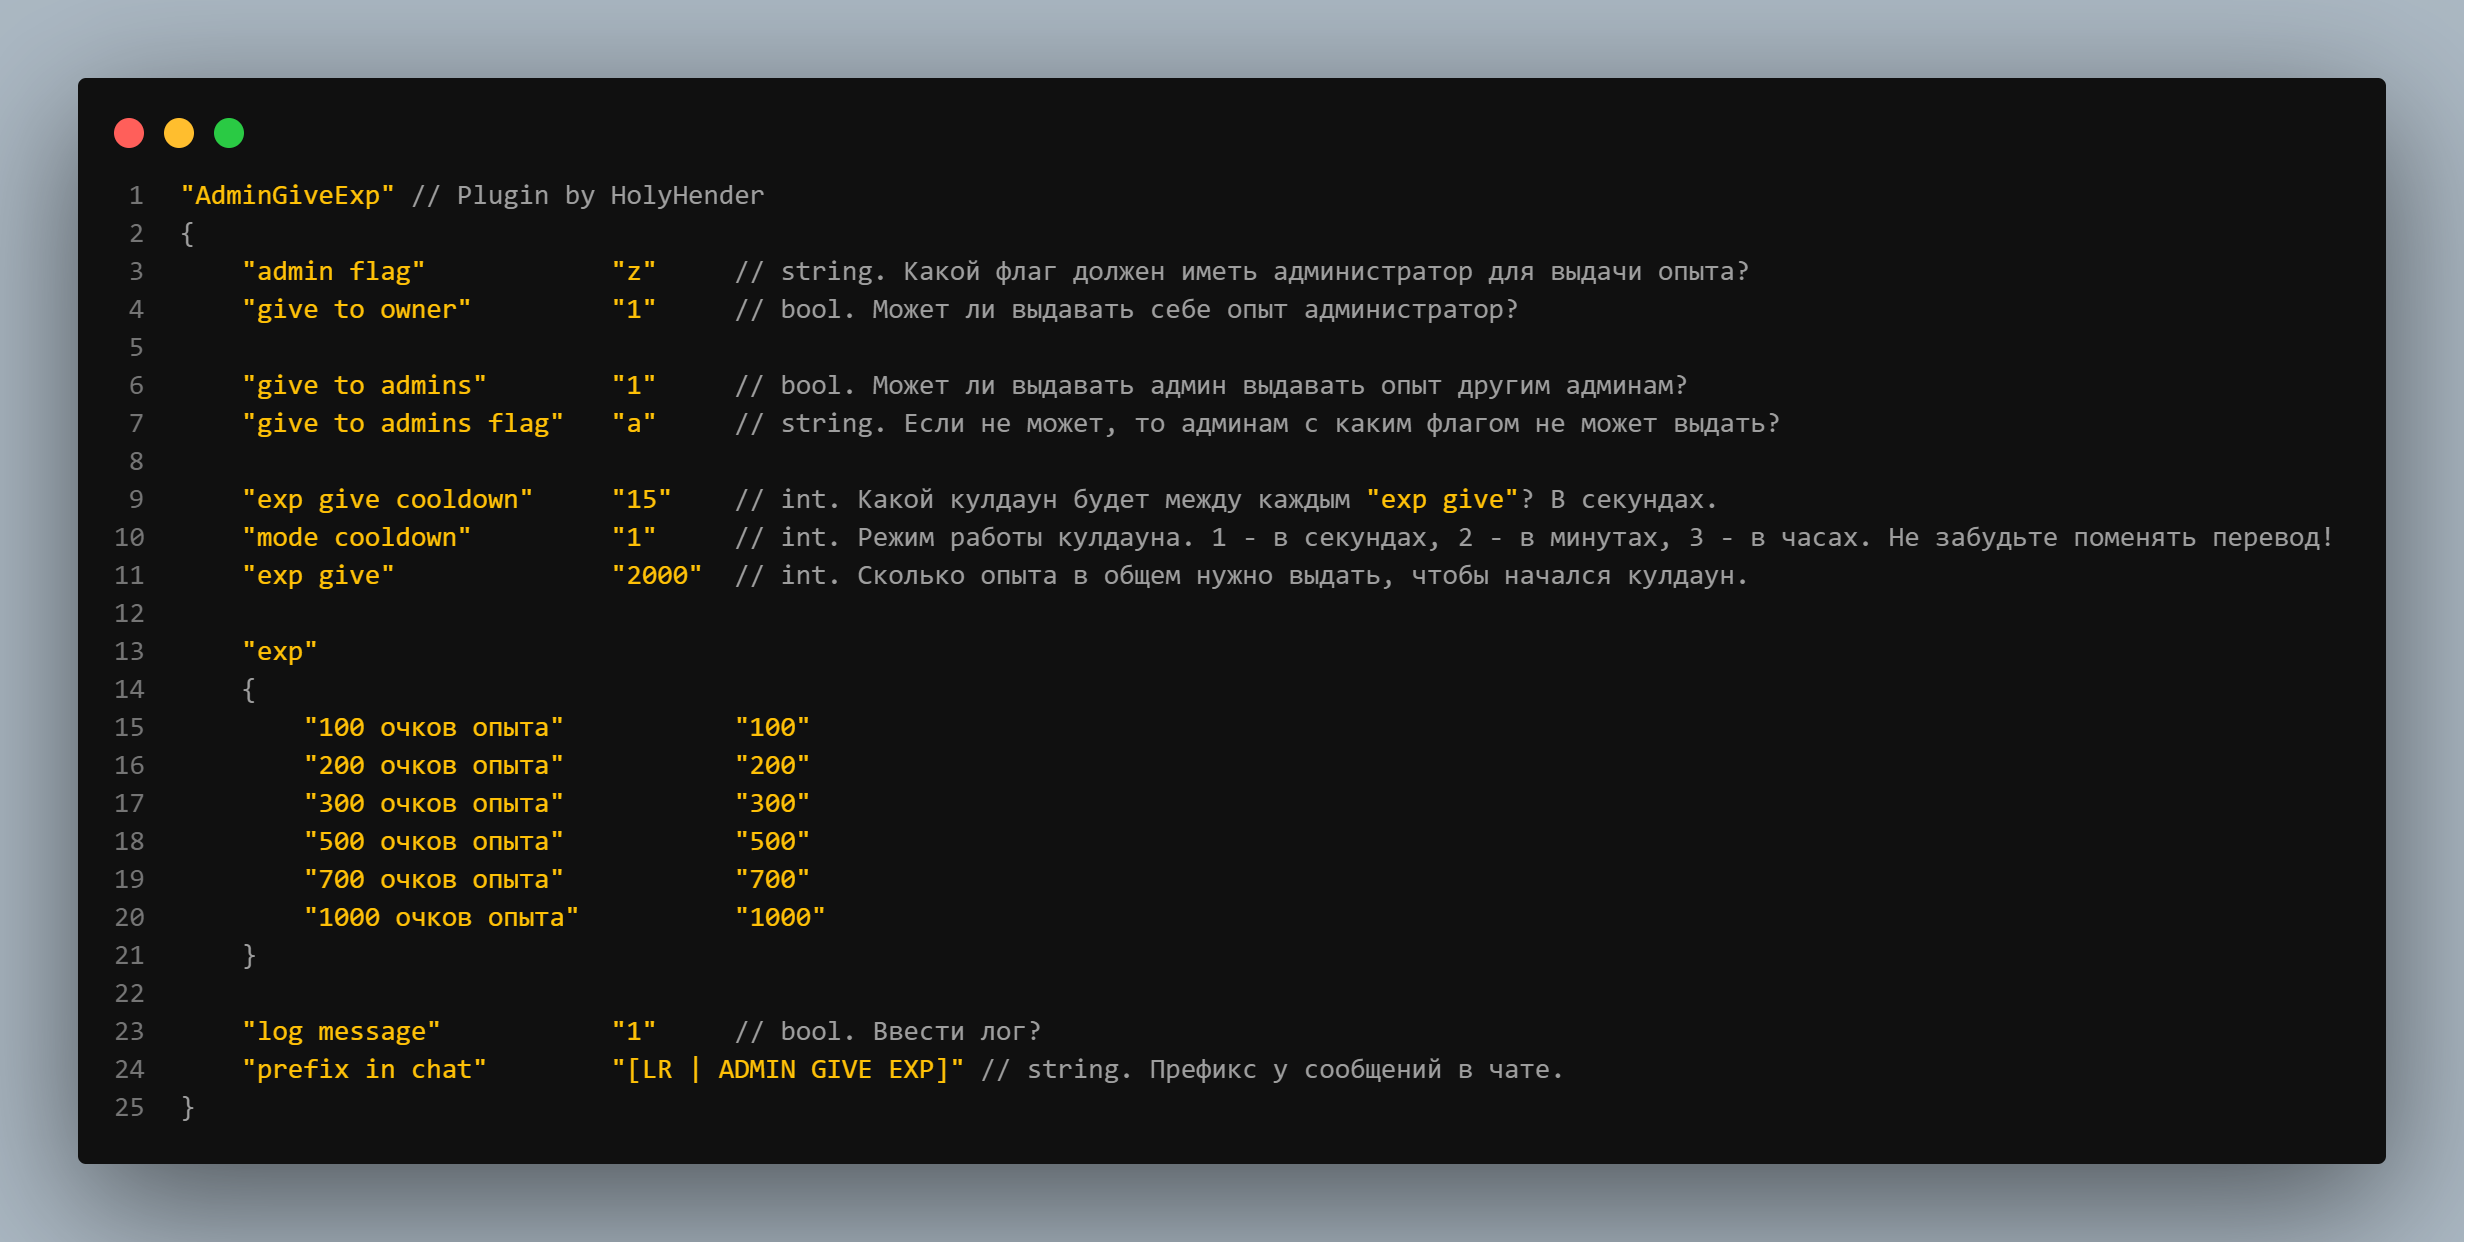 1 "AdminGiveExp" // Plugin by HolyHender
2 {
3 "admin flag" "z" // string. Какой флаг должен иметь администратор для выдачи опыта?
4 "give to owner" "1" // bool. Может ли выдавать себе опыт администратор?
5
6 "give to admins" "1" // bool. Может ли выдавать админ выдавать опыт другим админам?
7 "give to admins flag" "a" // string. Если не может, то админам с каким флагом не может выдать?
8
9 "exp give cooldown" "15" // int. Какой кулдаун будет между каждым "exp give"? В секундах.
10 "mode cooldown" "1" // int. Режим работы кулдауна. 1 - в секундах, 2 - в минутах, 3 - в часах. Не забудьте поменять перевод!
11 "exp give" "2000" // int. Сколько опыта в общем нужно выдать, чтобы начался кулдаун.
12
13 "exp"
14 {
15 "100 очков опыта" "100"
16 "200 очков опыта" "200"
17 "300 очков опыта" "300"
18 "500 очков опыта" "500"
19 "700 очков опыта" "700"
20 "1000 очков опыта" "1000"
21 }
22
23 "log message" "1" // bool. Ввести лог?
24 "prefix in chat" "[LR | ADMIN GIVE EXP]" // string. Префикс у сообщений в чате.
25 }